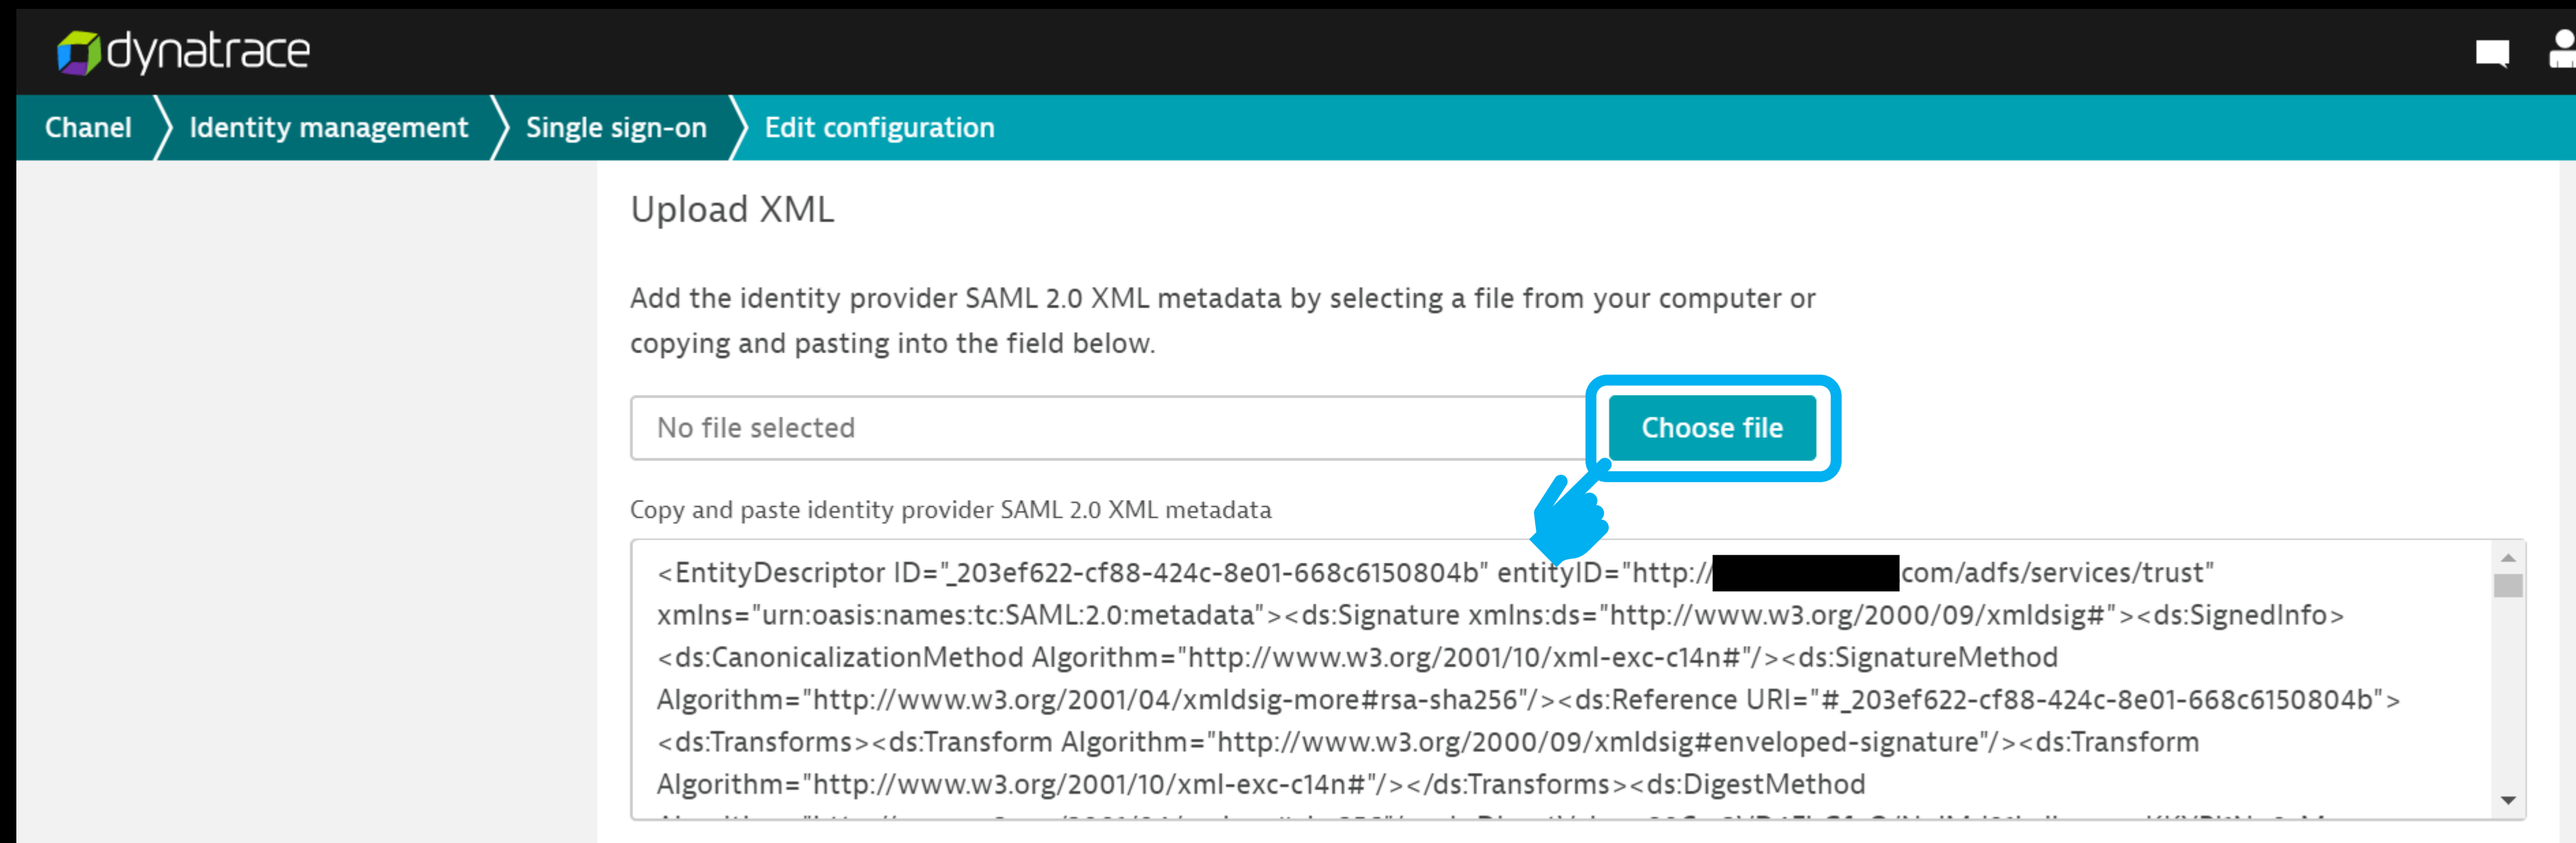 dynatrace
Chanel Identity management Single sign-on Edit configuration
Upload XML
Add the identity provider SAML 2.0 XML metadata by selecting a file from your computer or
copying and pasting into the field below.
No file selected Choose file
Copy and paste identity provider SAML 2.0 XML metadata
<EntityDescriptor ID="_203ef622-cf88-424c-8e01-668c6150804b" entityID="http:// com/adfs/services/trust"
xmlns="urn:oasis:names:tc:SAML:2.0:metadata"><ds:Signature xmlns:ds="http://www.w3.org/2000/09/xmldsig#"><ds:SignedInfo>
<ds:CanonicalizationMethod Algorithm="http://www.w3.org/2001/10/xml-exc-c14n#"/><ds:SignatureMethod
Algorithm="http://www.w3.org/2001/04/xmldsig-more#rsa-sha256"/><ds:Reference URI="#_203ef622-cf88-424c-8e01-668c6150804b">
<ds:Transforms><ds:Transform Algorithm="http://www.w3.org/2000/09/xmldsig#enveloped-signature"/><ds:Transform
Algorithm="http://www.w3.org/2001/10/xml-exc-c14n#"/></ds:Transforms><ds:DigestMethod